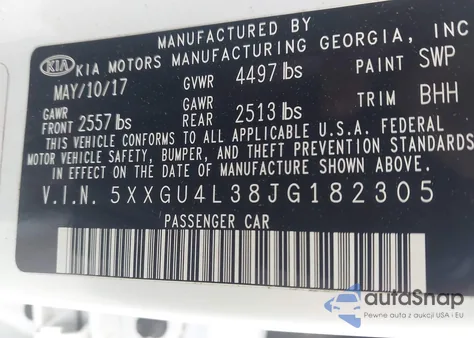 MANUFACTURED BY
KIA KIA MOTORS MANUFACTURING GEORGIA, INC
MAY/10/17 GVWR 4497 lbs PAINT SWP
GAWR FRONT 2557 lbs GAWR REAR 2513 lbs TRIM BHH
THIS VEHICLE CONFORMS TO ALL APPLICABLE U.S.A. FEDERAL
MOTOR VEHICLE SAFETY, BUMPER, AND THEFT PREVENTION STANDARDS
IN EFFECT ON THE DATE OF MANUFACTURE SHOWN ABOVE.
V.I.N. 5XXGU4L38JG182305
PASSENGER CAR
autoSnap
Pewne auta z aukcji USA i EU